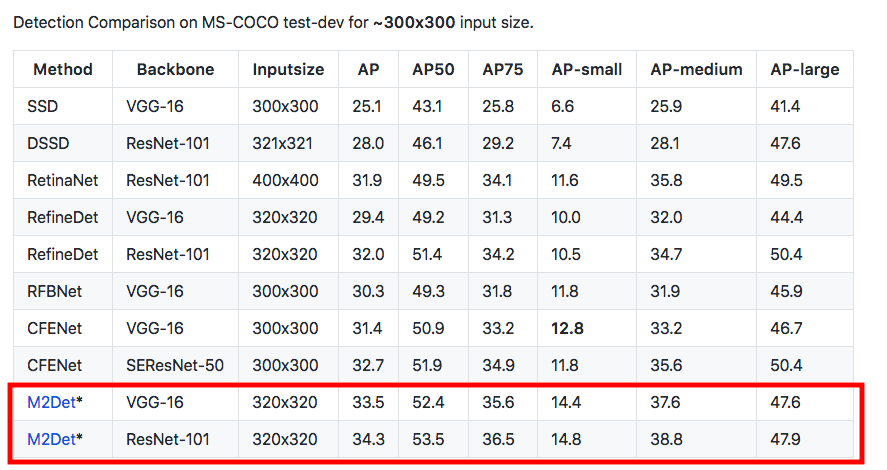 Detection Comparison on MS-COCO test-dev for ~300x300 input size.
Method Backbone Inputsize AP AP50 AP75 AP-small AP-medium AP-large
SSD VGG-16 300x300 25.1 43.1 25.8 6.6 25.9 41.4
DSSD ResNet-101 321x321 28.0 46.1 29.2 7.4 28.1 47.6
RetinaNet ResNet-101 400x400 31.9 49.5 34.1 11.6 35.8 49.5
RefineDet VGG-16 320x320 29.4 49.2 31.3 10.0 32.0 44.4
RefineDet ResNet-101 320x320 32.0 51.4 34.2 10.5 34.7 50.4
RFBNet VGG-16 300x300 30.3 49.3 31.8 11.8 31.9 45.9
CFENet VGG-16 300x300 31.4 50.9 33.2 12.8 33.2 46.7
CFENet SEResNet-50 300x300 32.7 51.9 34.9 11.8 35.6 50.4
M2Det* VGG-16 320x320 33.5 52.4 35.6 14.4 37.6 47.6
M2Det* ResNet-101 320x320 34.3 53.5 36.5 14.8 38.8 47.9